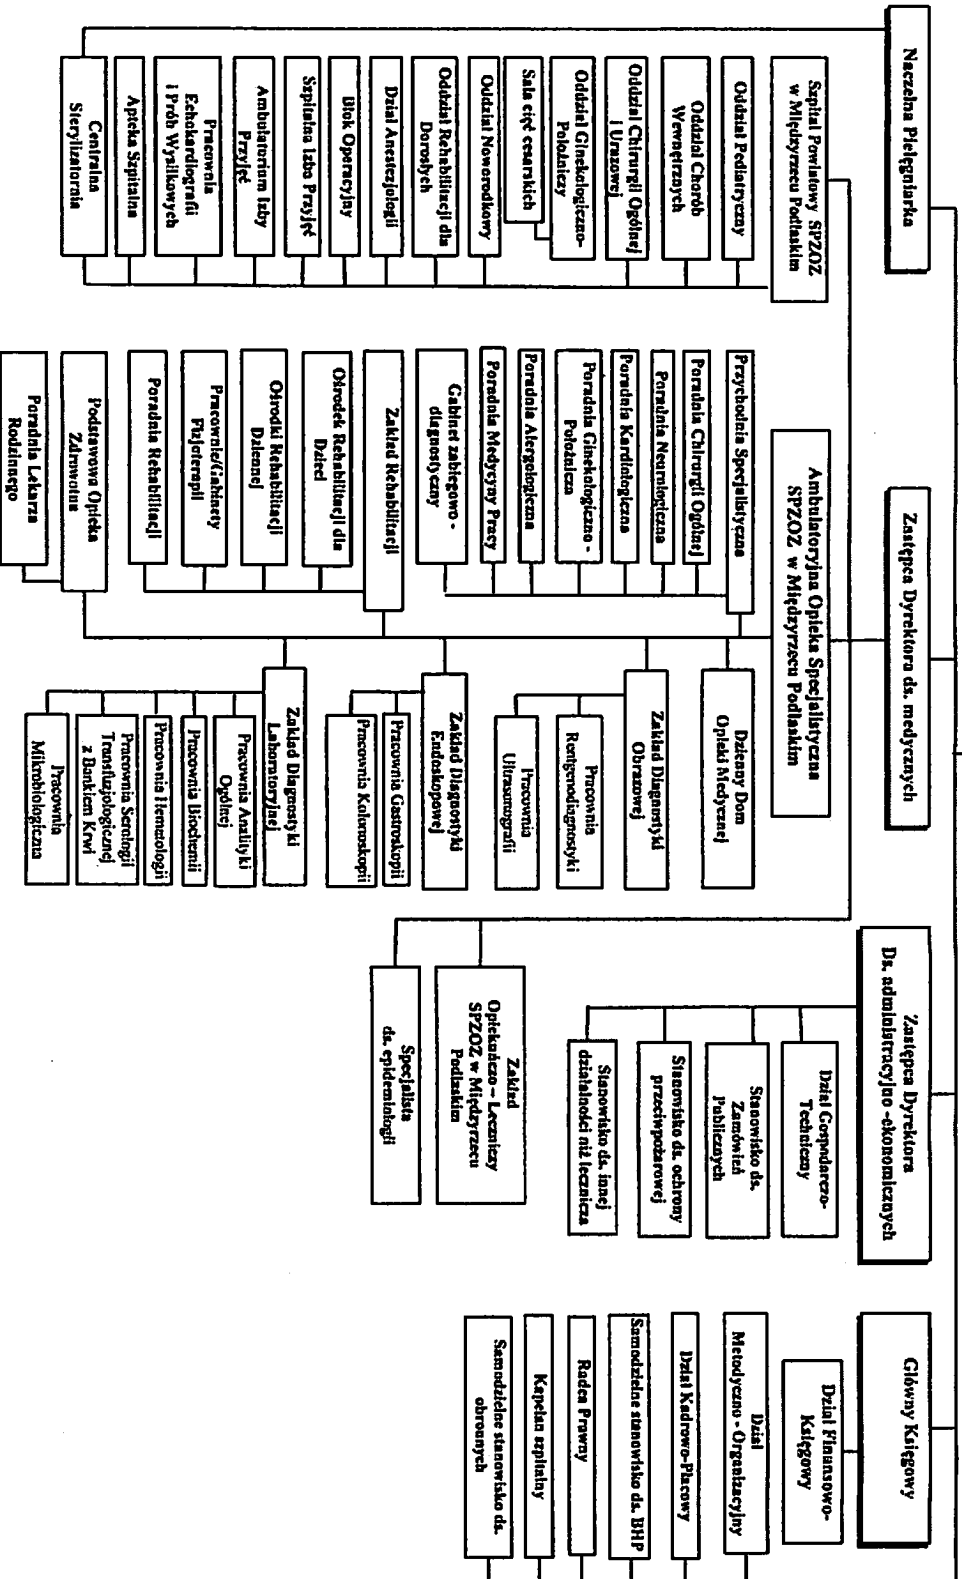 Naczelna Pielęgniarka
Szpital Powiatowy SPZOZ
w Międzyrzecu Podlaskim
Oddział Pediatryczny
Oddział Chorób
Wewnętrznych
Oddział Chirurgii Ogólnej
i Urazowej
Oddział Ginekologiczno-
Położniczy
Sala cięć cesarskich
Oddział Noworodkowy
Oddział Rehabilitacji dla
Dorosłych
Dział Anestezjologii
Blok Operacyjny
Szpitalna Izba Przyjęć
Ambulatorium Izby
Przyjęć
Pracownia
Echokardiografii
i Prób Wysiłkowych
Apteka Szpitalna
Centralna
Sterylizatornia
Zastępca Dyrektora ds. medycznych
Ambulatoryjna Opieka Specjalistyczna
SPZOZ w Międzyrzecu Podlaskim
Przychodnia Specjalistyczna
Poradnia Chirurgii Ogólnej
Poradnia Neurologiczna
Poradnia Kardiologiczna
Poradnia Ginekologiczno -
Położnicza
Poradnia Alergologiczna
Poradnia Medycyny Pracy
Gabinet zabiegowo -
diagnostyczny
Zakład Rehabilitacji
Ośrodek Rehabilitacji dla
Dzieci
Ośrodki Rehabilitacji
Dziennej
Pracownie/Gabinety
Fizjoterapii
Poradnia Rehabilitacji
Podstawowa Opieka
Zdrowotna
Poradnia Lekarza
Rodzinnego
Dzienny Dom
Opieki Medycznej
Zakład Diagnostyki
Obrazowej
Pracownia
Rentgenodiagnostyki
Pracownia
Ultrasonografii
Zakład Diagnostyki
Endoskopowej
Pracownia Gastroskopii
Pracownia Kolonoskopii
Zakład Diagnostyki
Laboratoryjnej
Pracownia Analityki
Ogólnej
Pracownia Biochemii
Pracownia Hematologii
Pracownia Serologii
Transfuzjologicznej
z Bankiem Krwi
Pracownia
Mikrobiologiczna
Zakład
Opiekuńczo – Leczniczy
SPZOZ w Międzyrzecu
Podlaskim
Specjalista
ds. epidemiologii
Zastępca Dyrektora
Ds. administracyjno -ekonomicznych
Dział Gospodarczo-
Techniczny
Stanowisko ds.
Zamówień
Publicznych
Stanowisko ds. ochrony
przeciwpożarowej
Stanowisko ds. innej
działalności niż lecznicza
Główny Księgowy
Dział Finansowo-
Księgowy
Dział
Metodyczno - Organizacyjny
Dział Kadrowo-Płacowy
Samodzielne stanowisko ds. BHP
Radca Prawny
Kapelan szpitalny
Samodzielne stanowisko ds.
obronnych